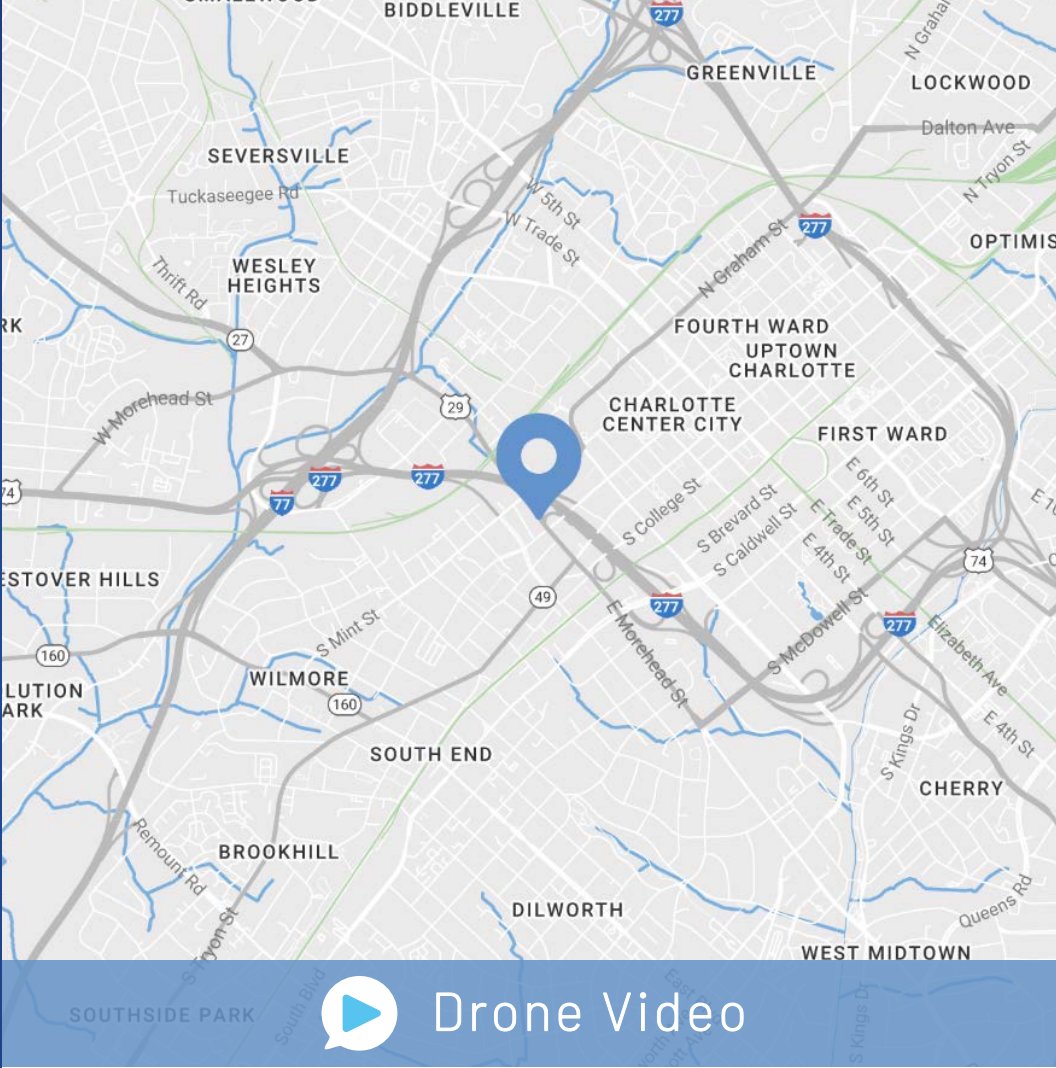 BIDDLEVILLE
277
N Graham
GREENVILLE
LOCKWOOD
Dalton Ave
SEVERSVILLE
N Tryon St
Tuckaseegee Rd
W 5th St
W Trade St
277
N Graham St
OPTIMIS
WESLEY
HEIGHTS
Thrift Rd
RK
27
FOURTH WARD
UPTOWN
CHARLOTTE
W Morehead St
29
CHARLOTTE
CENTER CITY
FIRST WARD
74
277
277
77
E 6th St
S College St
S Brevard St
E 5th St
E Trade St
S Caldwell St
E 4th St
E 10
74
ESTOVER HILLS
49
277
277
S Mint St
E Morehead St
S McDowell St
Elizabeth Ave
160
WILMORE
LUTION
ARK
160
E 4th St
S Kings Dr
SOUTH END
CHERRY
Remount Rd
BROOKHILL
Queens Rd
DILWORTH
S Tryon St
WEST MIDTOWN
SOUTHSIDE PARK
South Blvd
S Kings Dr
Drone Video